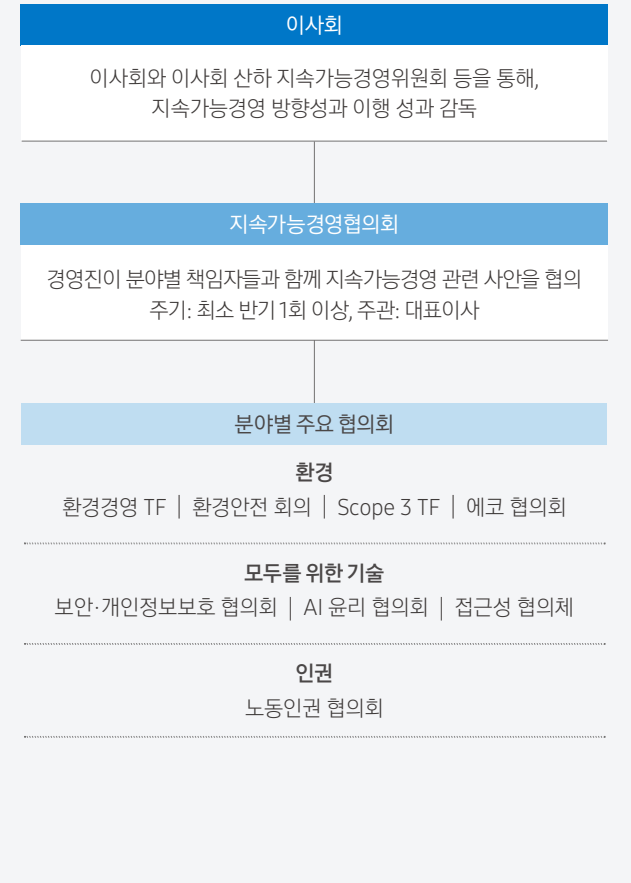 이사회
이사회와 이사회 산하 지속가능경영위원회 등을 통해,
지속가능경영 방향성과 이행 성과 감독
지속가능경영협의회
경영진이 분야별 책임자들과 함께 지속가능경영 관련 사안을 협의
주기: 최소 반기 1회 이상, 주관: 대표이사
분야별 주요 협의회
환경
환경경영 TF | 환경안전 회의 | Scope 3 TF | 에코 협의회
모두를 위한 기술
보안·개인정보보호 협의회 | AI 윤리 협의회 | 접근성 협의체
인권
노동인권 협의회